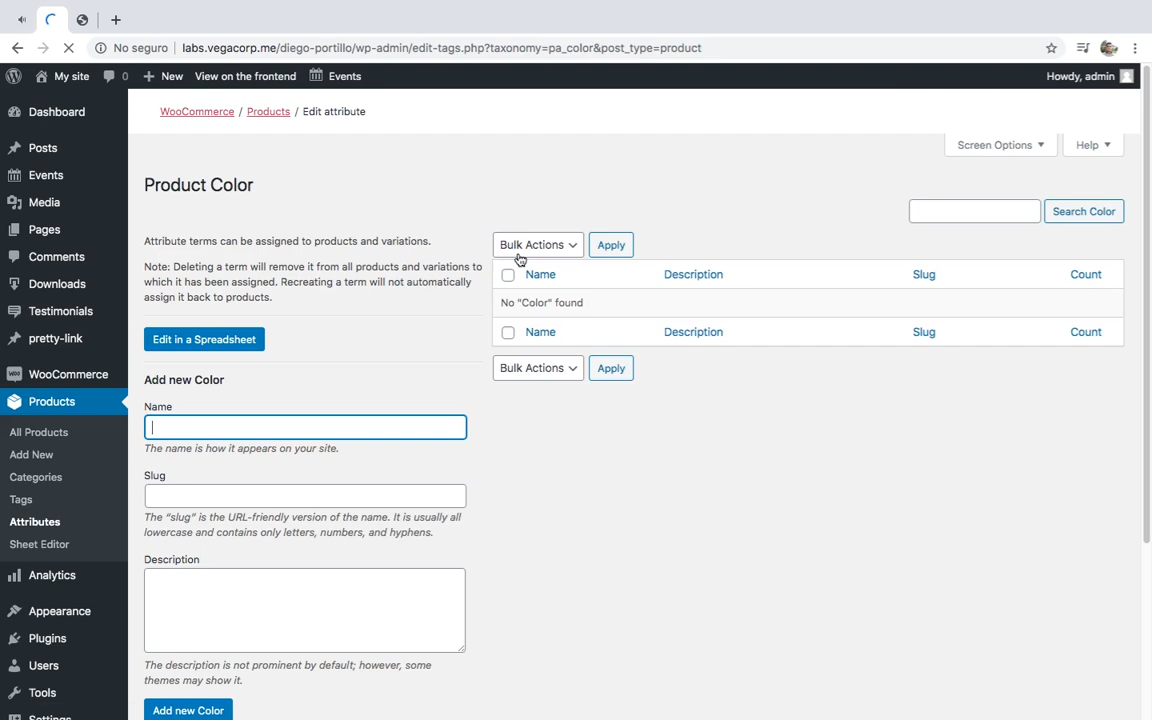 No seguro labs.vegacorp.me/diego-portillo/wp-admin/edit-tags.php?taxonomy=pa_color&post_type=product
My site 0 New View on the frontend Events Howdy, admin
Dashboard
Posts
Events
Media
Pages
Comments
Downloads
Testimonials
pretty-link
WooCommerce
Products
All Products
Add New
Categories
Tags
Attributes
Sheet Editor
Analytics
Appearance
Plugins
Users
Tools
Settings
WooCommerce / Products / Edit attribute
Screen Options Help
Product Color
Search Color
Attribute terms can be assigned to products and variations.
Note: Deleting a term will remove it from all products and variations to
which it has been assigned. Recreating a term will not automatically
assign it back to products.
Edit in a Spreadsheet
Add new Color
Name
The name is how it appears on your site.
Slug
The “slug” is the URL-friendly version of the name. It is usually all
lowercase and contains only letters, numbers, and hyphens.
Description
The description is not prominent by default; however, some
themes may show it.
Add new Color
Bulk Actions Apply
Name Description Slug Count
No "Color" found
Name Description Slug Count
Bulk Actions Apply